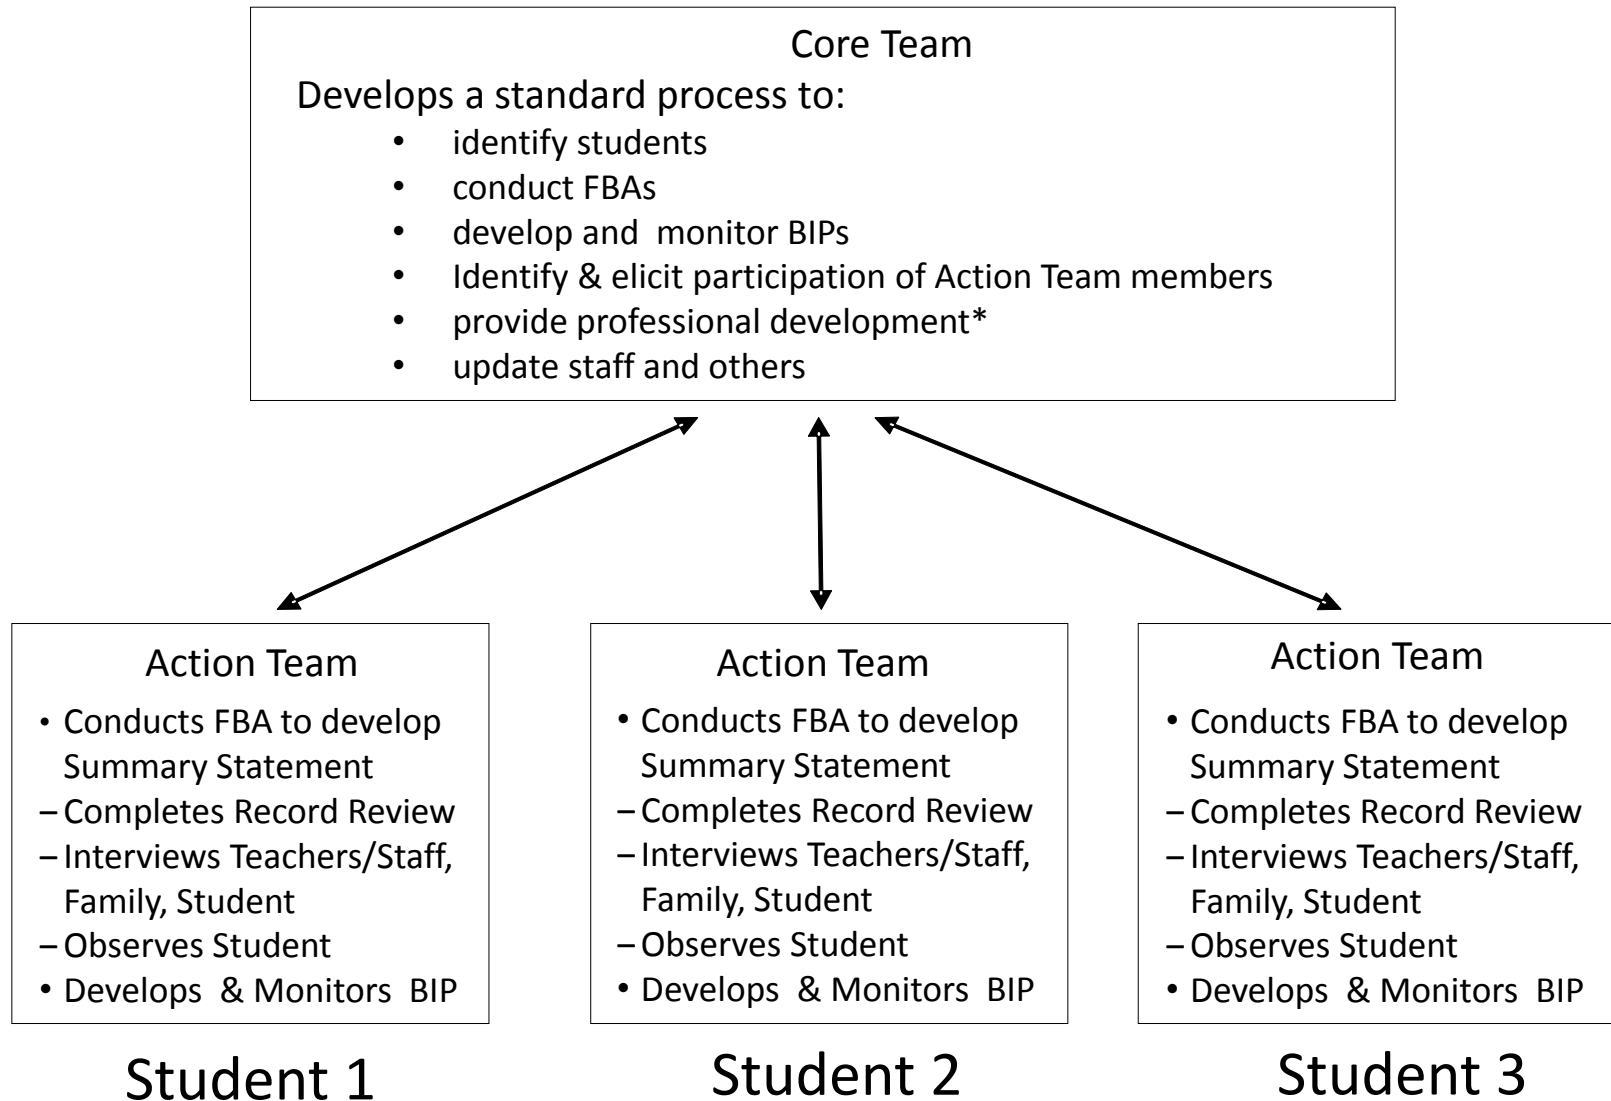 Core Team
Develops a standard process to:
• identify students
• conduct FBAs
• develop and  monitor BIPs
• Identify & elicit participation of Action Team members
• provide professional development*
• update staff and others
Action Team
• Conducts FBA to develop
Summary Statement
– Completes Record Review
– Interviews Teachers/Staff,
Family, Student
– Observes Student
• Develops  & Monitors  BIP
Student 1
Action Team
• Conducts FBA to develop
Summary Statement
– Completes Record Review
– Interviews Teachers/Staff,
Family, Student
– Observes Student
• Develops  & Monitors  BIP
Student 2
Action Team
• Conducts FBA to develop
Summary Statement
– Completes Record Review
– Interviews Teachers/Staff,
Family, Student
– Observes Student
• Develops  & Monitors  BIP
Student 3